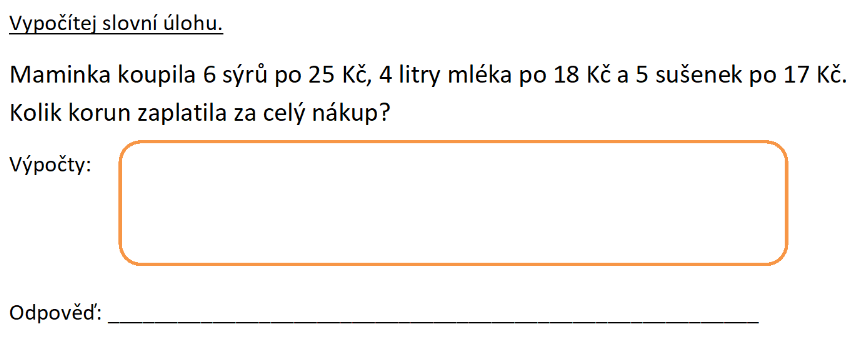 Vypočítej slovní úlohu.
Maminka koupila 6 sýrů po 25 Kč, 4 litry mléka po 18 Kč a 5 sušenek po 17 Kč.
Kolik korun zaplatila za celý nákup?
Výpočty:
Odpověď: _______________________________________________________